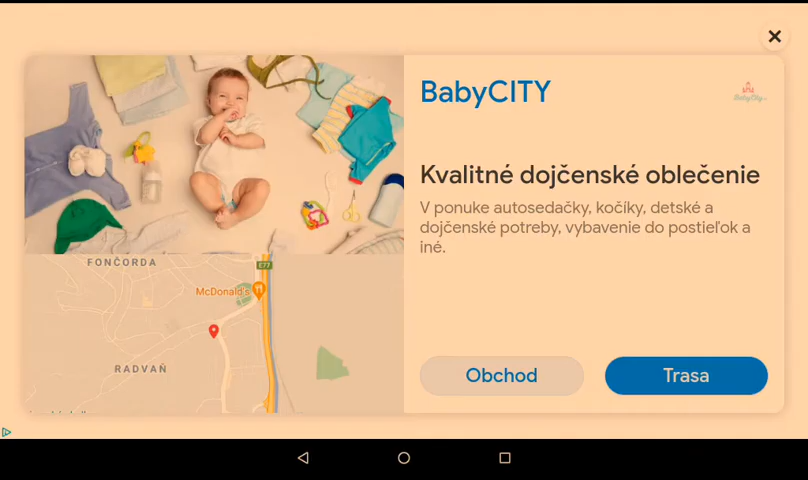 BabyCITY
BabyCity
Kvalitné dojčenské oblečenie
V ponuke autosedačky, kočíky, detské a
dojčenské potreby, vybavenie do postieľok a
iné.
FONČORDA
E77
McDonald's
RADVAŇ
Obchod
Trasa